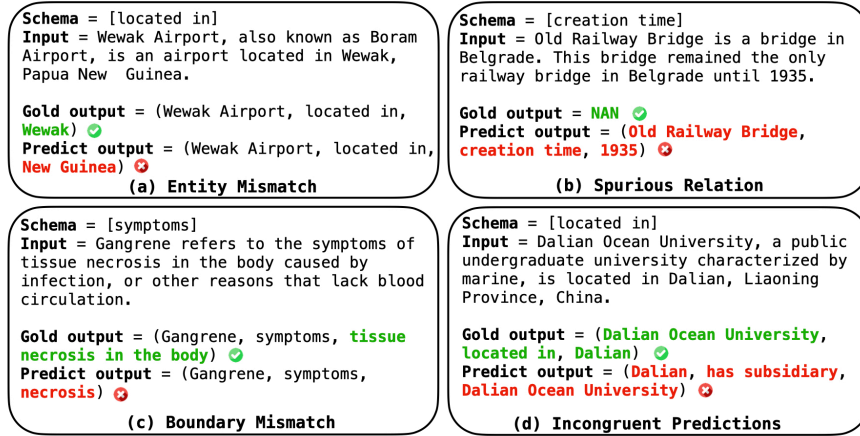 Schema = [located in]
Input = Wewak Airport, also known as Boram
Airport, is an airport located in Wewak,
Papua New Guinea.
Gold output = (Wewak Airport, located in,
Wewak)
Predict output = (Wewak Airport, located in,
New Guinea)
(a) Entity Mismatch
Schema = [creation time]
Input = Old Railway Bridge is a bridge in
Belgrade. This bridge remained the only
railway bridge in Belgrade until 1935.
Gold output = NAN
Predict output = (Old Railway Bridge,
creation time, 1935)
(b) Spurious Relation
Schema = [symptoms]
Input = Gangrene refers to the symptoms of
tissue necrosis in the body caused by
infection, or other reasons that lack blood
circulation.
Gold output = (Gangrene, symptoms, tissue
necrosis in the body)
Predict output = (Gangrene, symptoms,
necrosis)
(c) Boundary Mismatch
Schema = [located in]
Input = Dalian Ocean University, a public
undergraduate university characterized by
marine, is located in Dalian, Liaoning
Province, China.
Gold output = (Dalian Ocean University,
located in, Dalian)
Predict output = (Dalian, has subsidiary,
Dalian Ocean University)
(d) Incongruent Predictions